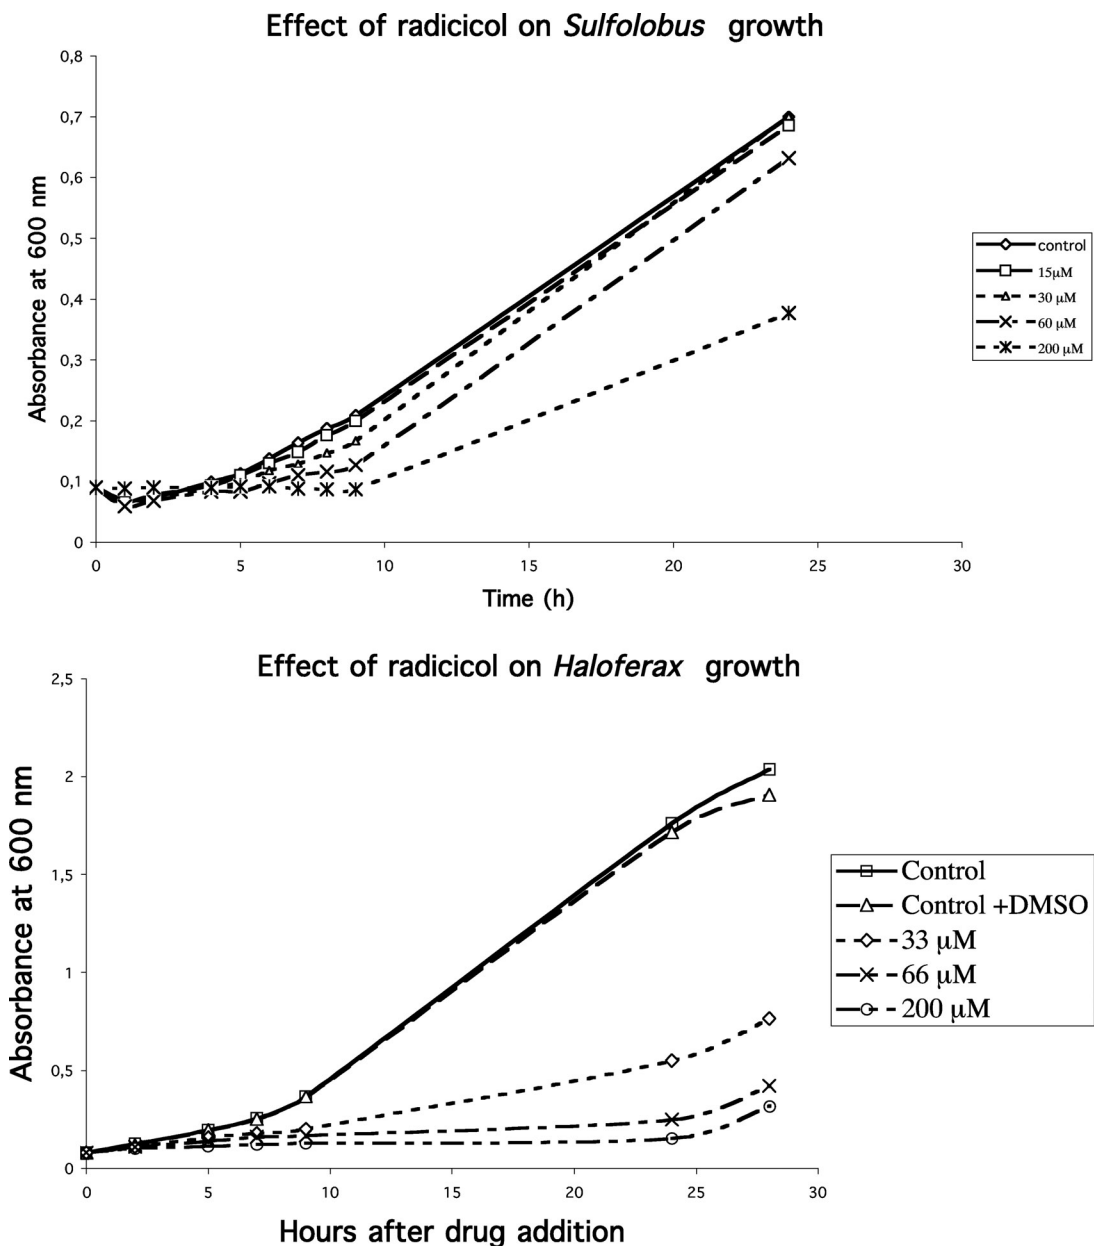 Effect of radicicol on Sulfolobus growth
0,8
0,7
0,6
0,5
0,4
0,3
0,2
0,1
0
Absorbance at 600 nm
0 5 10 15 20 25 30
Time (h)
control
15μM
30 μM
60 μM
200 μM
Effect of radicicol on Haloferax growth
2,5
2
1,5
1
0,5
0
Absorbance at 600 nm
0 5 10 15 20 25 30
Hours after drug addition
Control
Control +DMSO
33 μM
66 μM
200 μM